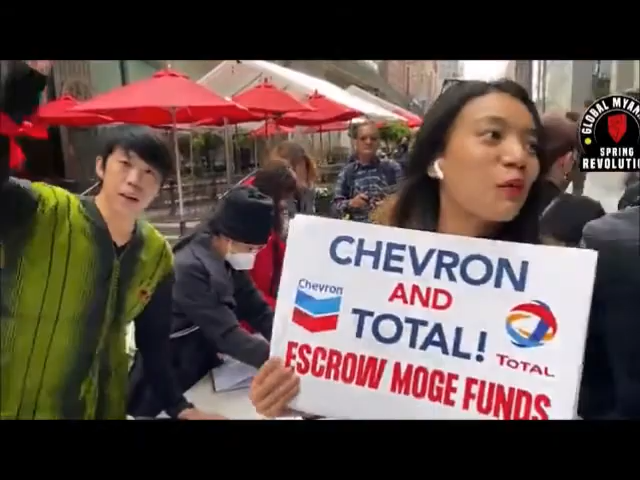 GLOBAL MYAN
SPRING
REVOLUTI
CHEVRON
Chevron
AND
TOTAL!
TOTAL
ESCROW MOGE FUNDS